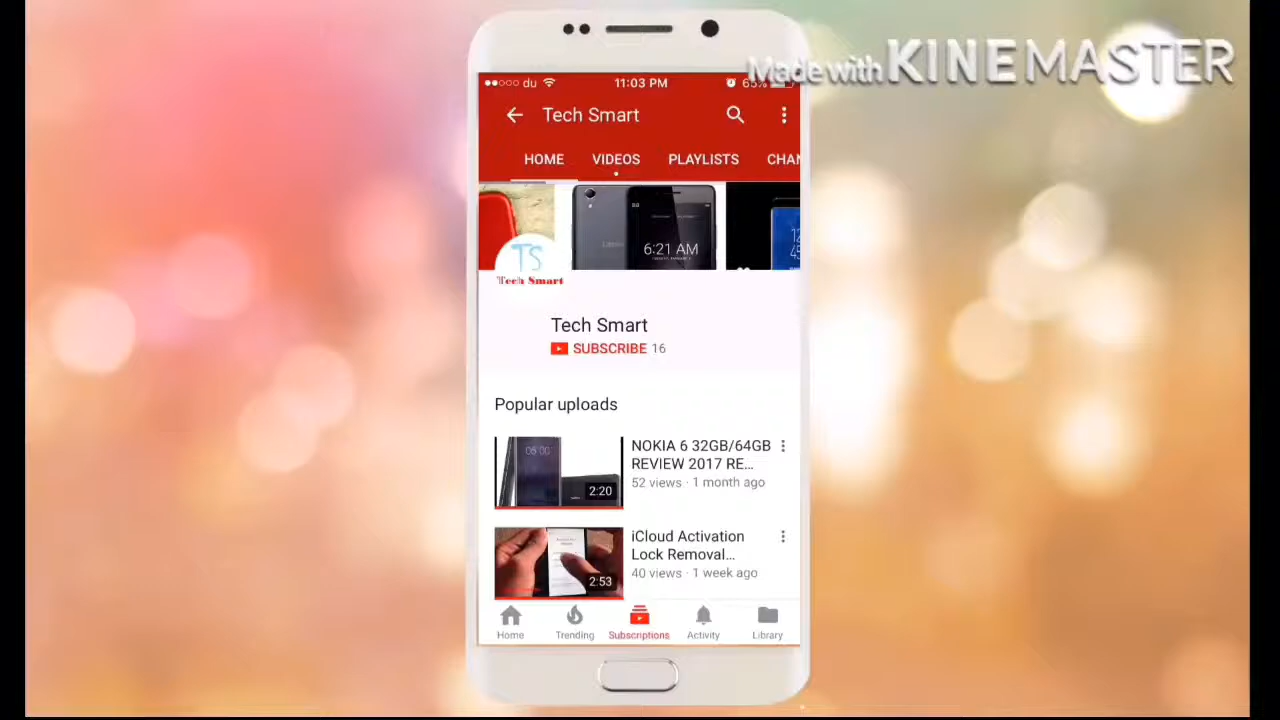 Made with KINEMASTER
du 11:03 PM 65%
Tech Smart
HOME VIDEOS PLAYLISTS CHAN
6:21 AM
TS
Tech Smart
Tech Smart
SUBSCRIBE 16
Popular uploads
NOKIA 6 32GB/64GB
REVIEW 2017 RE...
52 views · 1 month ago
2:20
iCloud Activation
Lock Removal...
40 views · 1 week ago
2:53
Home Trending Subscriptions Activity Library